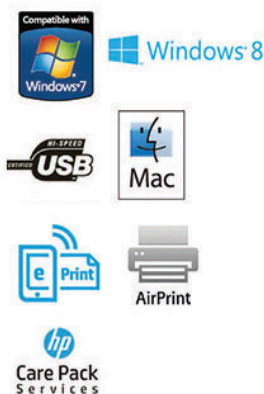 Compatible with
Windows®7
Windows® 8
HI-SPEED
CERTIFIED USB
Mac
e Print
AirPrint
hp
Care Pack
Services